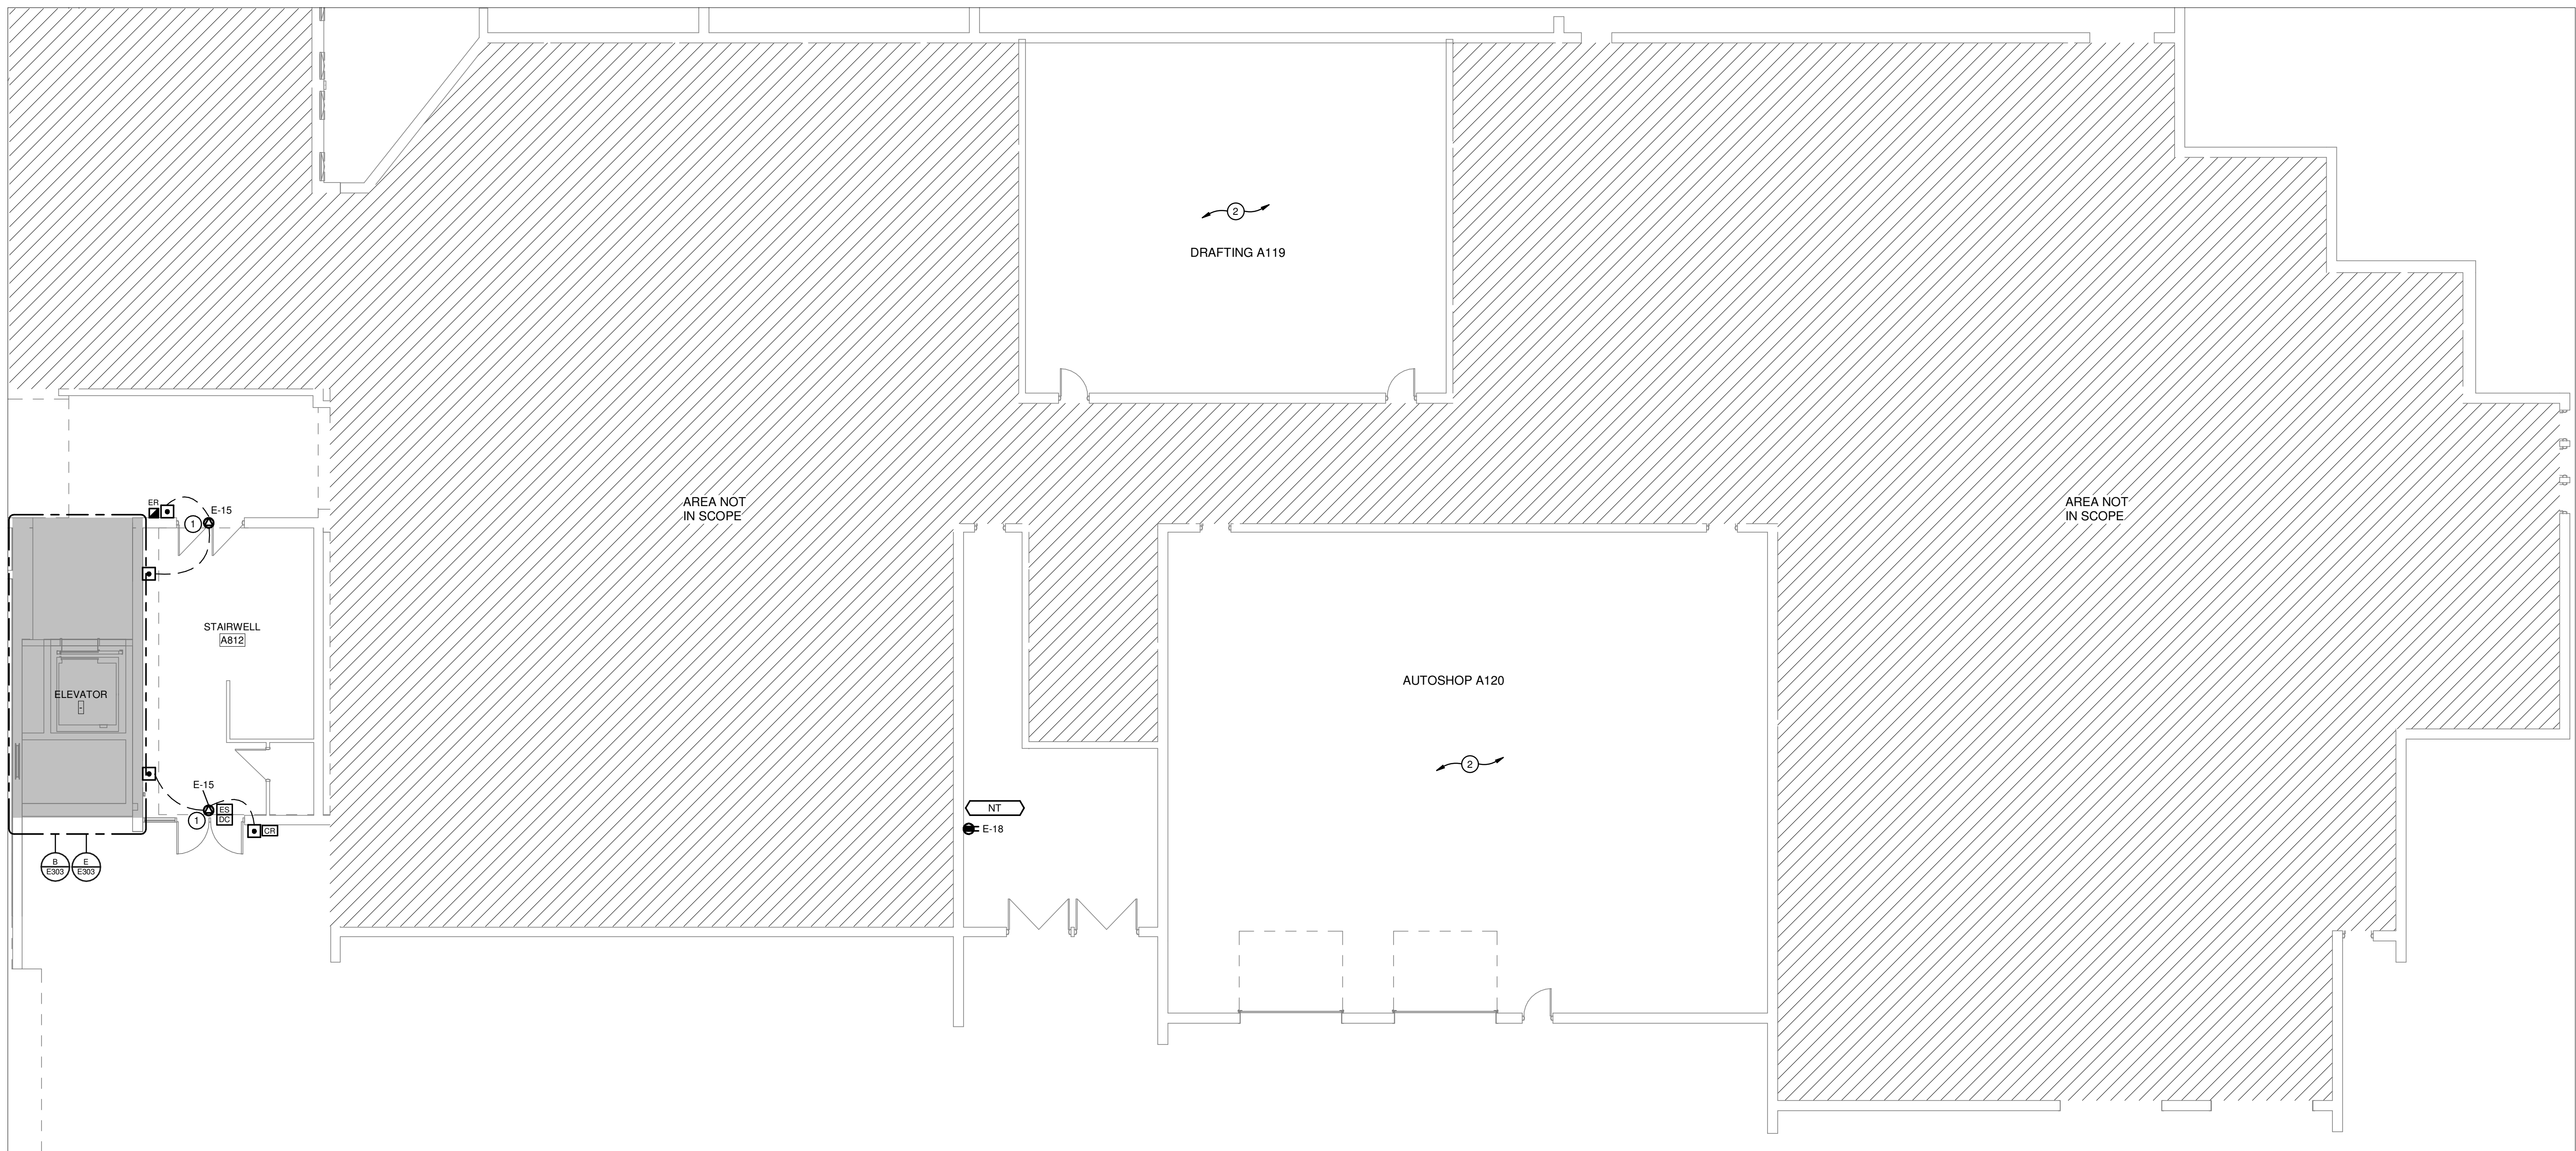 2
DRAFTING A119
AREA NOT
IN SCOPE
AREA NOT
IN SCOPE
ER
E-15
1
STAIRWELL
A812
AUTOSHOP A120
ELEVATOR
2
E-15
ES
DC
1
CR
NT
E-18
B
E303
E
E303